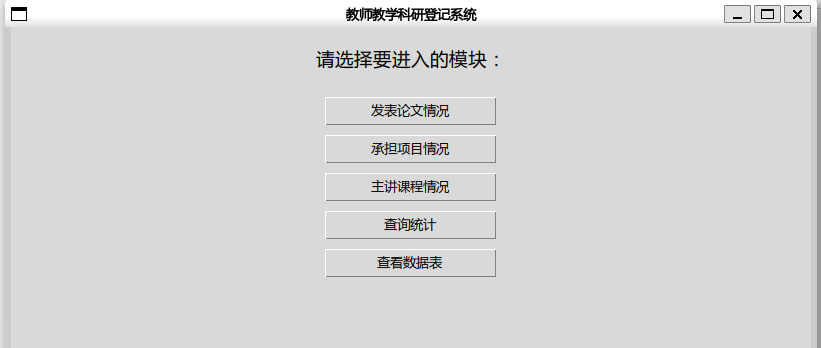 教师教学科研登记系统
请选择要进入的模块：
发表论文情况
承担项目情况
主讲课程情况
查询统计
查看数据表